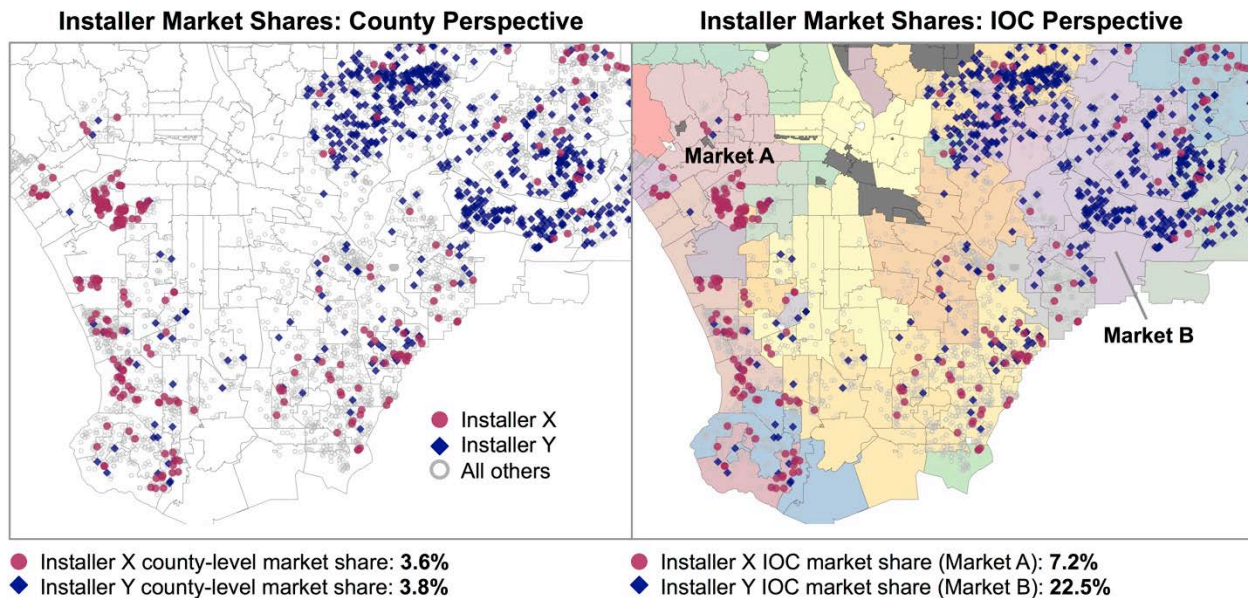 Installer Market Shares: County Perspective
Installer Market Shares: IOC Perspective
Market A
Market B
Installer X
Installer Y
All others
Installer X county-level market share: 3.6%
Installer Y county-level market share: 3.8%
Installer X IOC market share (Market A): 7.2%
Installer Y IOC market share (Market B): 22.5%